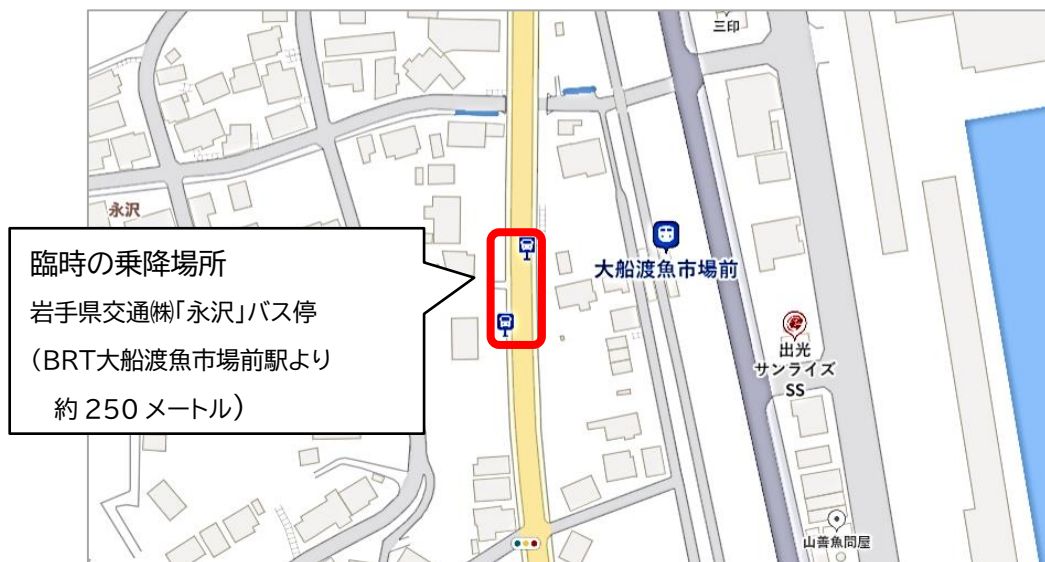 三印
永沢
臨時の乗降場所
岩手県交通㈱「永沢」バス停
(BRT大船渡魚市場前駅より
約250メートル)
大船渡魚市場前
出光
サンライズ
SS
山善魚問屋